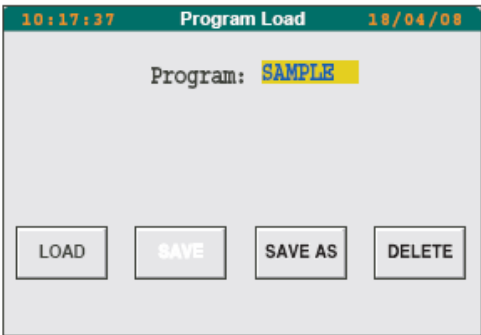 10:17:37 Program Load 18/04/08
Program: SAMPLE
LOAD SAVE SAVE AS DELETE